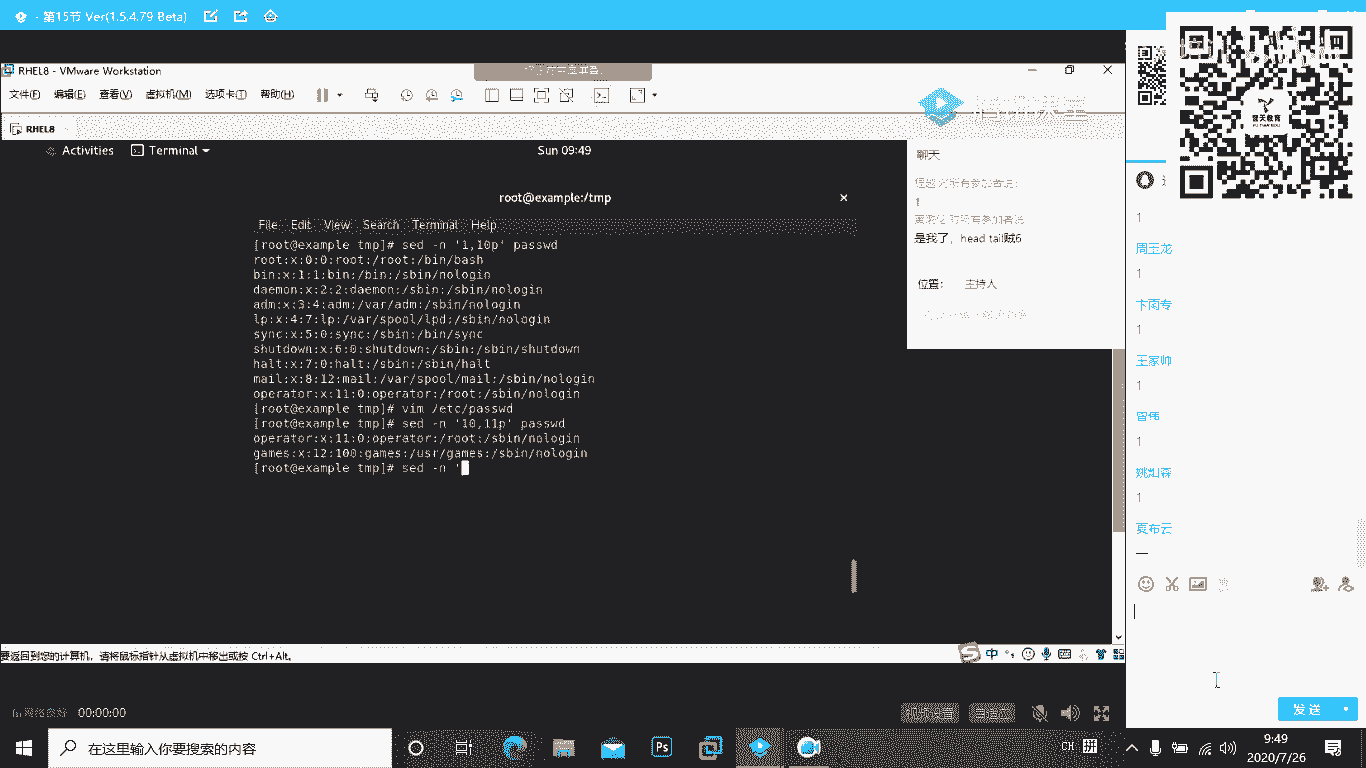 · 第15节 Ver(1.5.4.79 Beta)
RHEL8 - VMware Workstation
文件(F) 编辑(E) 查看(V) 虚拟机(M) 选项卡(T) 帮助(H)
RHEL8
Activities Terminal Sun 09:49
root@example:/tmp
File Edit View Search Terminal Help
[root@example tmp]# sed -n '1,10p' passwd
root:x:0:0:root:/root:/bin/bash
bin:x:1:1:bin:/bin:/sbin/nologin
daemon:x:2:2:daemon:/sbin:/sbin/nologin
adm:x:3:4:adm:/var/adm:/sbin/nologin
lp:x:4:7:lp:/var/spool/lpd:/sbin/nologin
sync:x:5:0:sync:/sbin:/bin/sync
shutdown:x:6:0:shutdown:/sbin:/sbin/shutdown
halt:x:7:0:halt:/sbin:/sbin/halt
mail:x:8:12:mail:/var/spool/mail:/sbin/nologin
operator:x:11:0:operator:/root:/sbin/nologin
[root@example tmp]# vim /etc/passwd
[root@example tmp]# sed -n '10,11p' passwd
operator:x:11:0:operator:/root:/sbin/nologin
games:x:12:100:games:/usr/games:/sbin/nologin
[root@example tmp]# sed -n '
聊天
1
是我了，head tail贼6
位置： 主持人
1
周玉龙
1
卞雨专
1
王家帅
1
曾伟
1
姚灿森
1
夏布云
一
要返回到您的计算机，请将鼠标指针从虚拟机中移出或按 Ctrl+Alt。
中
00:00:00
发 送
在这里输入你要搜索的内容
CH 拼
9:49
2020/7/26